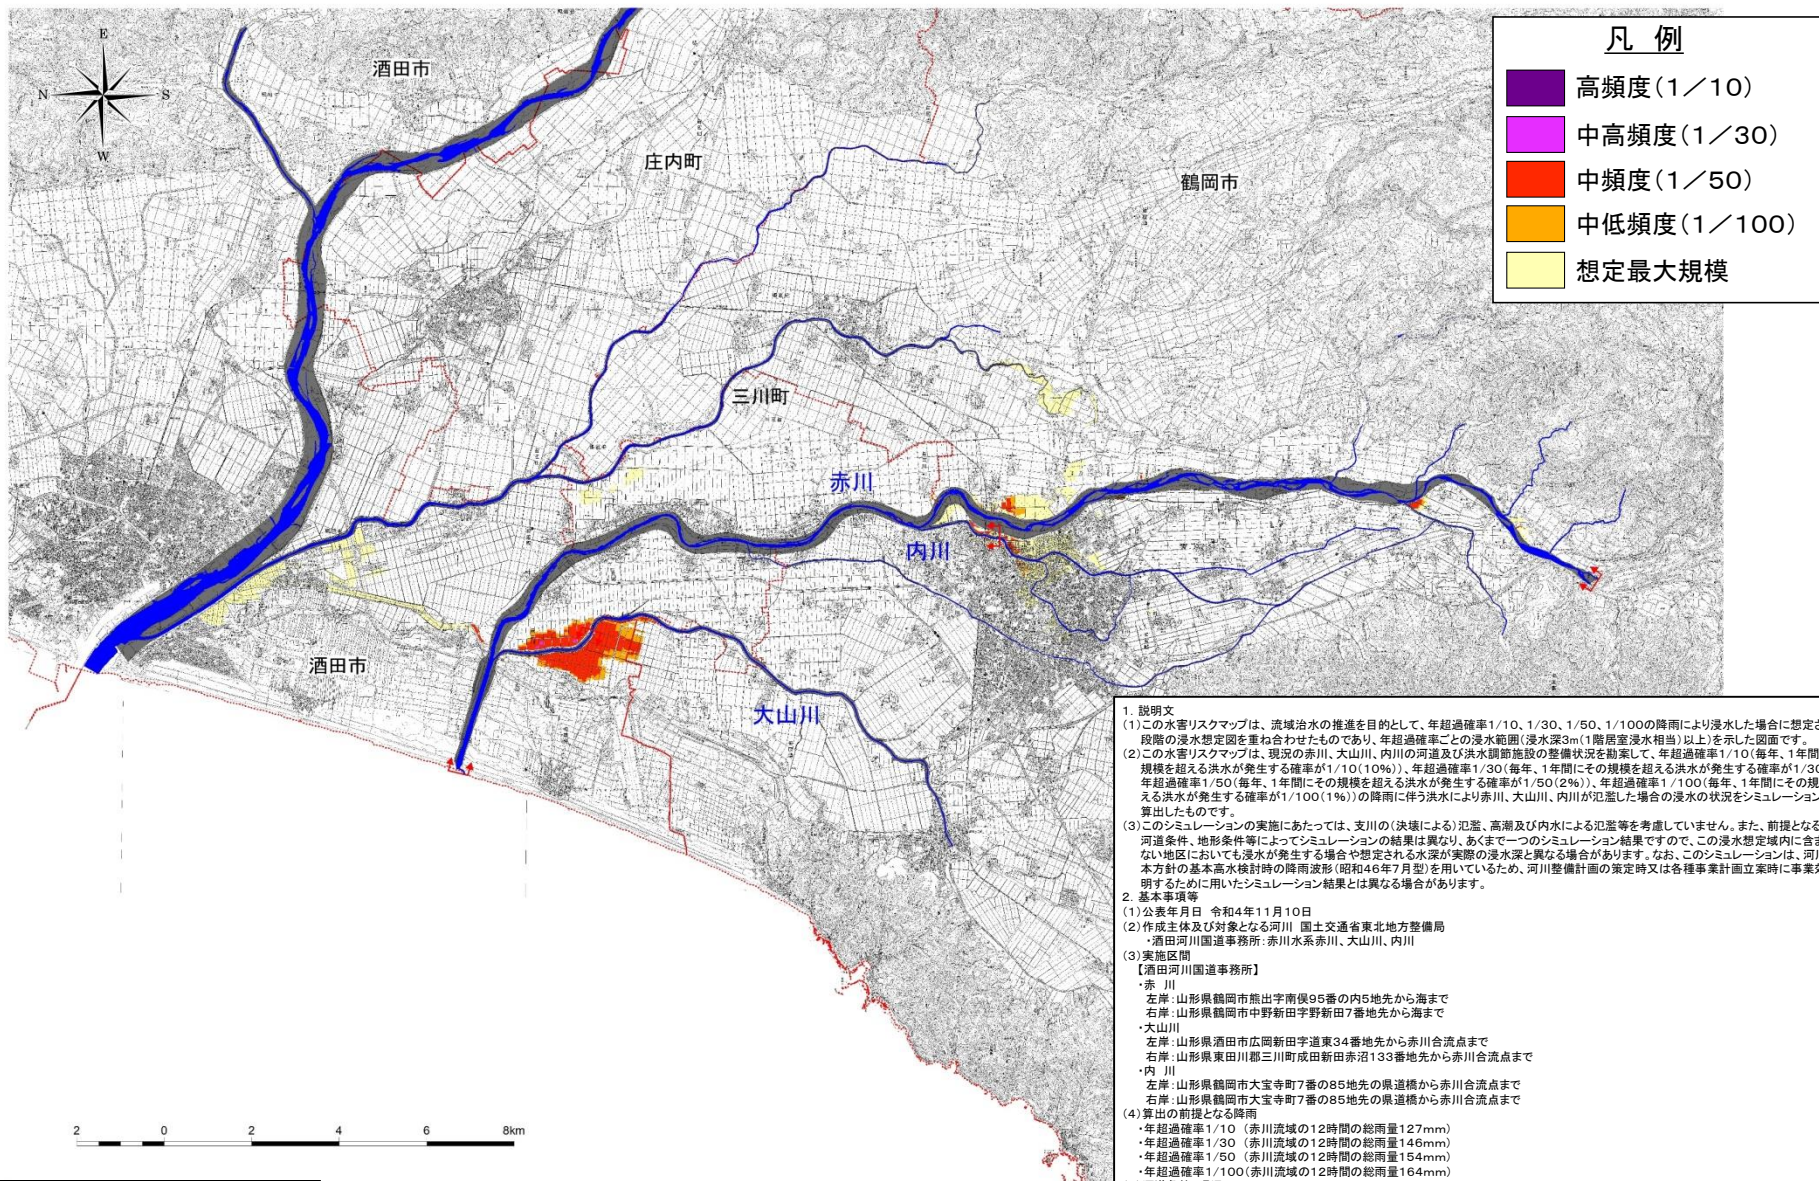 凡 例
高頻度(1/10)
中高頻度(1/30)
中頻度(1/50)
中低頻度(1/100)
想定最大規模
E
N
S
W
酒田市
庄内町
鶴岡市
三川町
赤川
内川
酒田市
大山川
2 0 2 4 6 8km
1. 説明文
(1)この水害リスクマップは、流域治水の推進を目的として、年超過確率1/10、1/30、1/50、1/100の降雨により浸水した場合に想定さ
段階の浸水想定図を重ね合わせたものであり、年超過確率ごとの浸水範囲(浸水深3m(1階居室浸水相当)以上)を示した図面です。
(2)この水害リスクマップは、現況の赤川、大山川、内川の河道及び洪水調節施設の整備状況を勘案して、年超過確率1/10(毎年、1年間
規模を超える洪水が発生する確率が1/10(10%))、年超過確率1/30(毎年、1年間にその規模を超える洪水が発生する確率が1/30
年超過確率1/50(毎年、1年間にその規模を超える洪水が発生する確率が1/50(2%))、年超過確率1/100(毎年、1年間にその規
える洪水が発生する確率が1/100(1%))の降雨に伴う洪水により赤川、大山川、内川が氾濫した場合の浸水の状況をシミュレーション
算出したものです。
(3)このシミュレーションの実施にあたっては、支川の(決壊による)氾濫、高潮及び内水による氾濫等を考慮していません。また、前提となる
河道条件、地形条件等によってシミュレーションの結果は異なり、あくまで一つのシミュレーション結果ですので、この浸水想定域内に含ま
ない地区においても浸水が発生する場合や想定される水深が実際の浸水深と異なる場合があります。なお、このシミュレーションは、河川
本方針の基本高水検討時の降雨波形(昭和46年7月型)を用いているため、河川整備計画の策定時又は各種事業計画立案時に事業効
明するために用いたシミュレーション結果とは異なる場合があります。
2. 基本事項等
(1)公表年月日 令和4年11月10日
(2)作成主体及び対象となる河川 国土交通省東北地方整備局
・酒田河川国道事務所:赤川水系赤川、大山川、内川
(3)実施区間
【酒田河川国道事務所】
・赤 川
左岸:山形県鶴岡市熊出字南俣95番の内5地先から海まで
右岸:山形県鶴岡市中野新田字野新田7番地先から海まで
・大山川
左岸:山形県酒田市広岡新田字道東34番地先から赤川合流点まで
右岸:山形県東田川郡三川町成田新田赤沼133番地先から赤川合流点まで
・内 川
左岸:山形県鶴岡市大宝寺町7番の85地先の県道橋から赤川合流点まで
右岸:山形県鶴岡市大宝寺町7番の85地先の県道橋から赤川合流点まで
(4)算出の前提となる降雨
・年超過確率1/10 (赤川流域の12時間の総雨量127mm)
・年超過確率1/30 (赤川流域の12時間の総雨量146mm)
・年超過確率1/50 (赤川流域の12時間の総雨量154mm)
・年超過確率1/100(赤川流域の12時間の総雨量164mm)